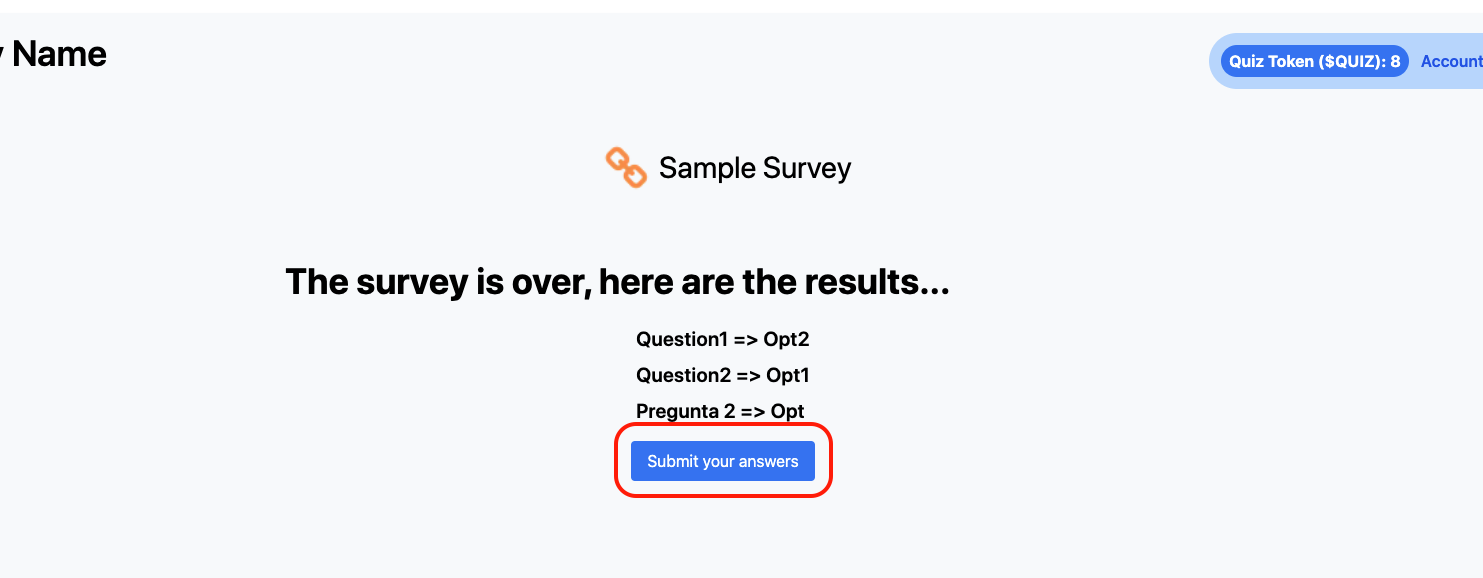 Name
Quiz Token ($QUIZ): 8
Account
Sample Survey
The survey is over, here are the results...
Question1 => Opt2
Question2 => Opt1
Pregunta 2 => Opt
Submit your answers